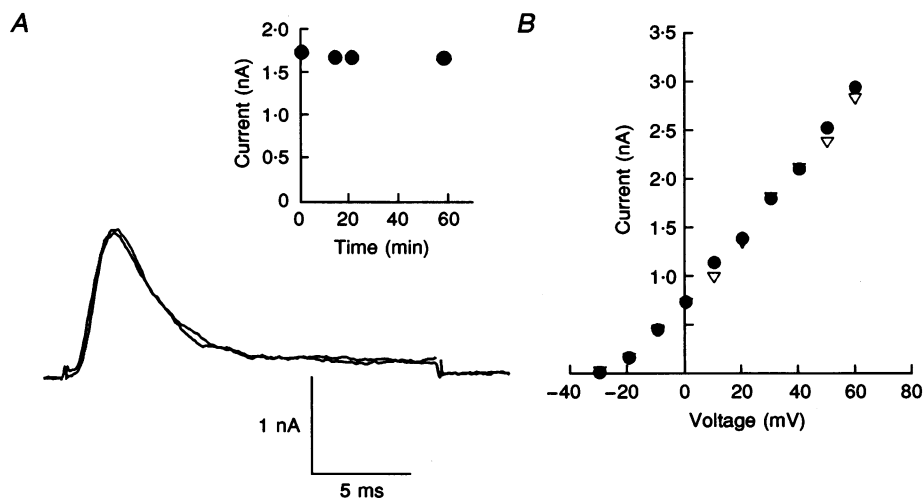 A
2·0
1·5
1·0
0·5
0
Current (nA)
0 20 40 60
Time (min)
1 nA
5 ms
B
3·5
3·0
2·5
2·0
1·5
1·0
Current (nA)
−40 −20 0 20 40 60 80
Voltage (mV)